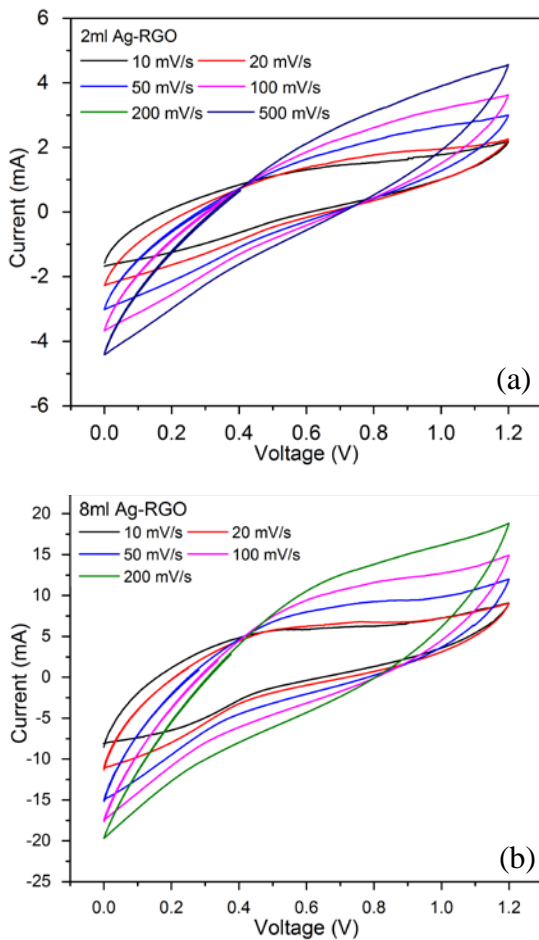 2ml Ag-RGO
10 mV/s 20 mV/s
50 mV/s 100 mV/s
200 mV/s 500 mV/s
6
4
2
0
-2
-4
-6
Current (mA)
(a)
0.0 0.2 0.4 0.6 0.8 1.0 1.2
Voltage (V)
8ml Ag-RGO
10 mV/s 20 mV/s
50 mV/s 100 mV/s
200 mV/s
20
15
10
5
0
-5
-10
-15
-20
-25
Current (mA)
(b)
0.0 0.2 0.4 0.6 0.8 1.0 1.2
Voltage (V)